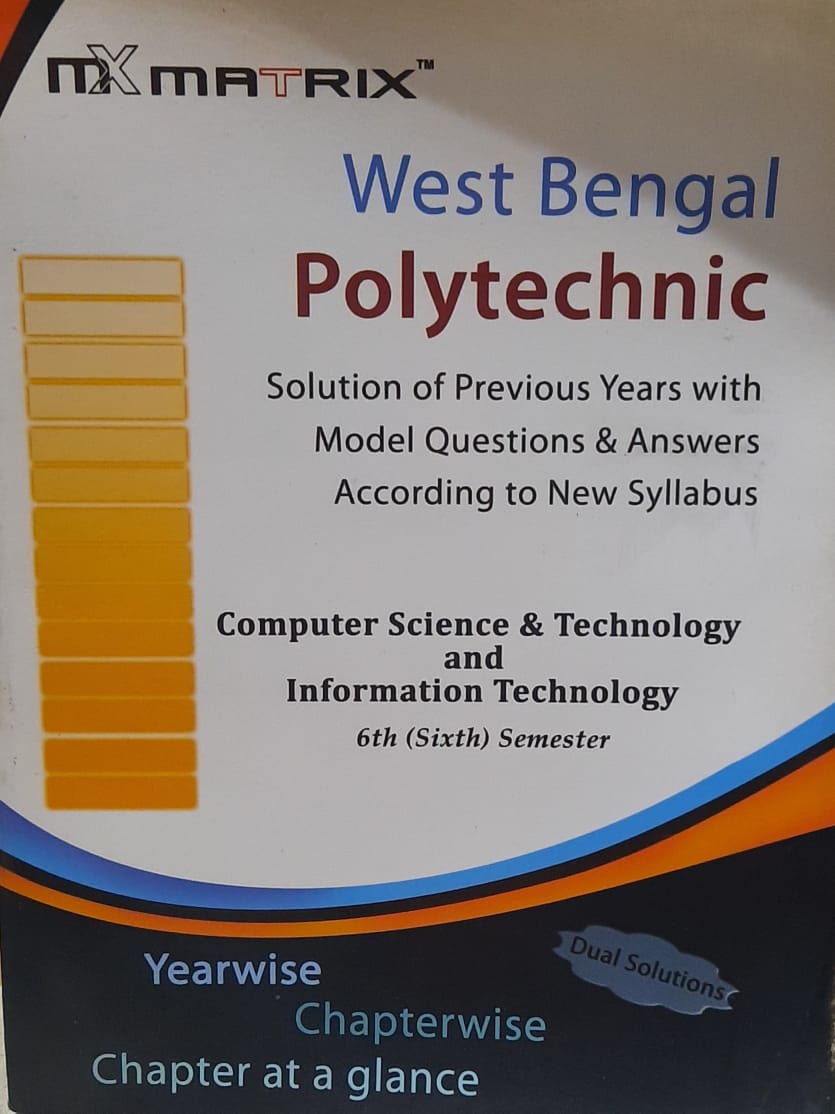 mx MATRIX™
West Bengal
Polytechnic
Solution of Previous Years with
Model Questions & Answers
According to New Syllabus
Computer Science & Technology
and
Information Technology
6th (Sixth) Semester
Dual Solutions
Yearwise
Chapterwise
Chapter at a glance